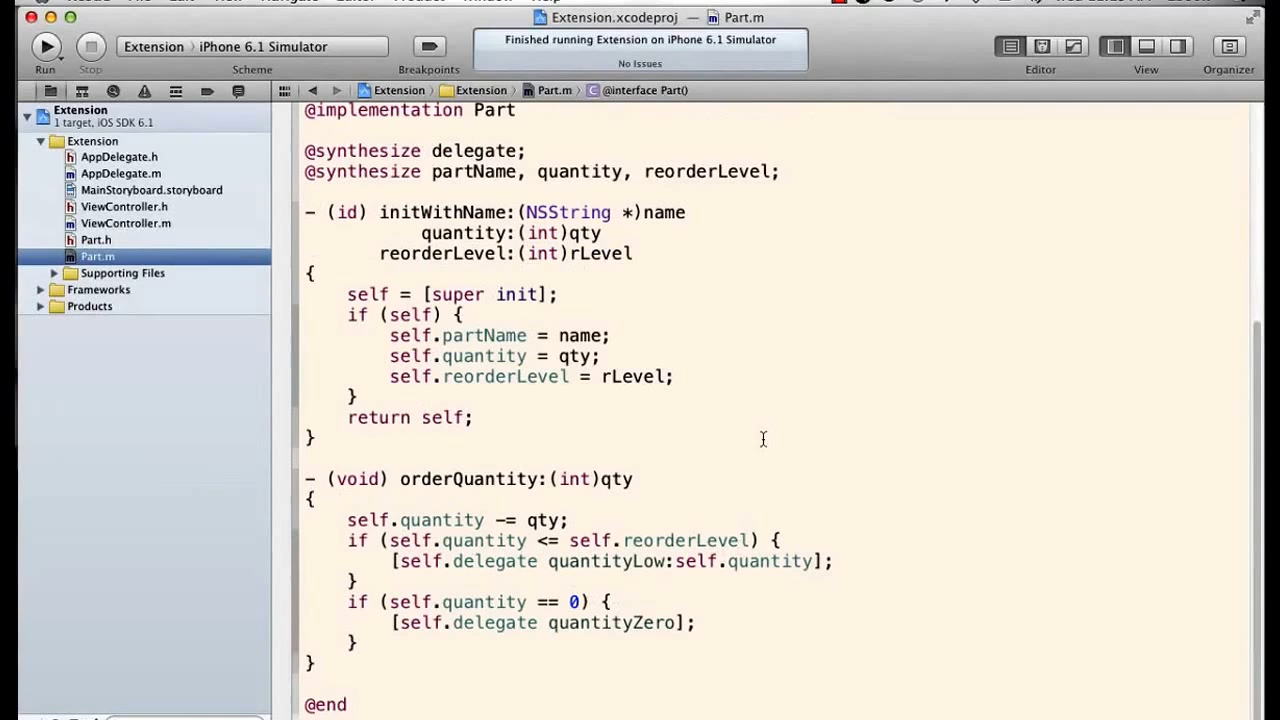 Extension.xcodeproj — Part.m
Extension › iPhone 6.1 Simulator
Finished running Extension on iPhone 6.1 Simulator
No Issues
Run Stop Scheme Breakpoints Editor View Organizer
Extension › Extension › Part.m › C @interface Part()
Extension
1 target, iOS SDK 6.1
Extension
AppDelegate.h
AppDelegate.m
MainStoryboard.storyboard
ViewController.h
ViewController.m
Part.h
Part.m
Supporting Files
Frameworks
Products
@implementation Part
@synthesize delegate;
@synthesize partName, quantity, reorderLevel;
- (id) initWithName:(NSString *)name
quantity:(int)qty
reorderLevel:(int)rLevel
{
self = [super init];
if (self) {
self.partName = name;
self.quantity = qty;
self.reorderLevel = rLevel;
}
return self;
}
- (void) orderQuantity:(int)qty
{
self.quantity -= qty;
if (self.quantity <= self.reorderLevel) {
[self.delegate quantityLow:self.quantity];
}
if (self.quantity == 0) {
[self.delegate quantityZero];
}
}
@end